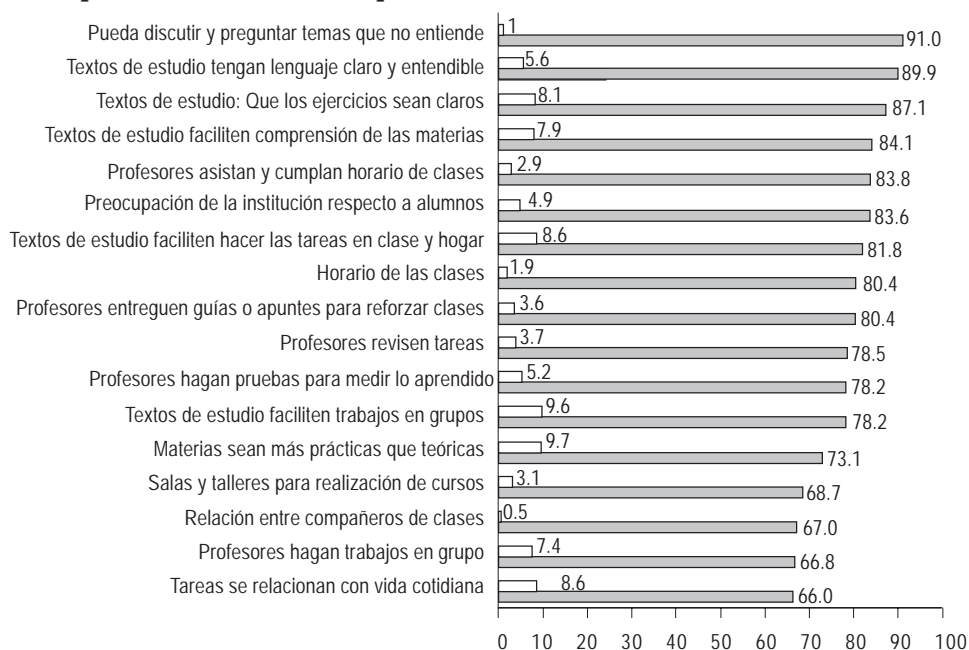 Pueda discutir y preguntar temas que no entiende 1 91.0
Textos de estudio tengan lenguaje claro y entendible 5.6 89.9
Textos de estudio: Que los ejercicios sean claros 8.1 87.1
Textos de estudio faciliten comprensión de las materias 7.9 84.1
Profesores asistan y cumplan horario de clases 2.9 83.8
Preocupación de la institución respecto a alumnos 4.9 83.6
Textos de estudio faciliten hacer las tareas en clase y hogar 8.6 81.8
Horario de las clases 1.9 80.4
Profesores entreguen guías o apuntes para reforzar clases 3.6 80.4
Profesores revisen tareas 3.7 78.5
Profesores hagan pruebas para medir lo aprendido 5.2 78.2
Textos de estudio faciliten trabajos en grupos 9.6 78.2
Materias sean más prácticas que teóricas 9.7 73.1
Salas y talleres para realización de cursos 3.1 68.7
Relación entre compañeros de clases 0.5 67.0
Profesores hagan trabajos en grupo 7.4 66.8
Tareas se relacionan con vida cotidiana 8.6 66.0
0 10 20 30 40 50 60 70 80 90 100